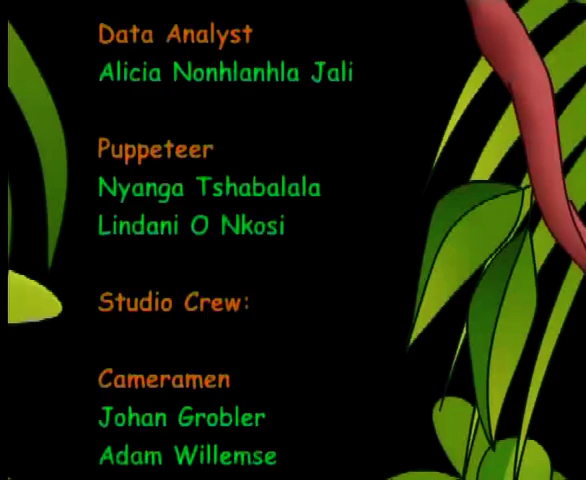 Data Analyst
Alicia Nonhlanhla Jali
Puppeteer
Nyanga Tshabalala
Lindani O Nkosi
Studio Crew:
Cameramen
Johan Grobler
Adam Willemse